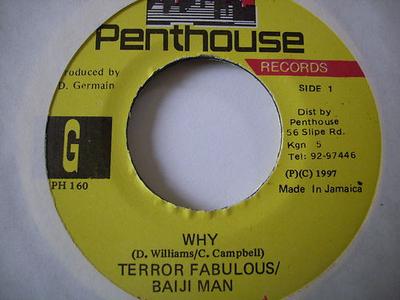 Penthouse
RECORDS
Produced by
D. Germain
SIDE 1
Dist by
Penthouse
56 Slipe Rd.
Kgn 5
Tel: 92-97446
G
PH 160
(P)(C) 1997
Made In Jamaica
WHY
(D. Williams/C. Campbell)
TERROR FABULOUS/
BAIJI MAN